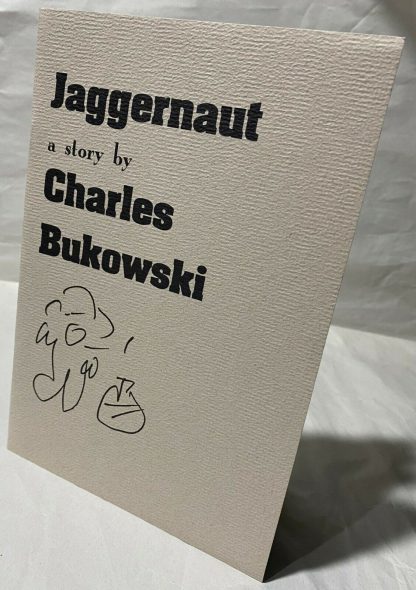 Jaggernaut
a story by
Charles
Bukowski